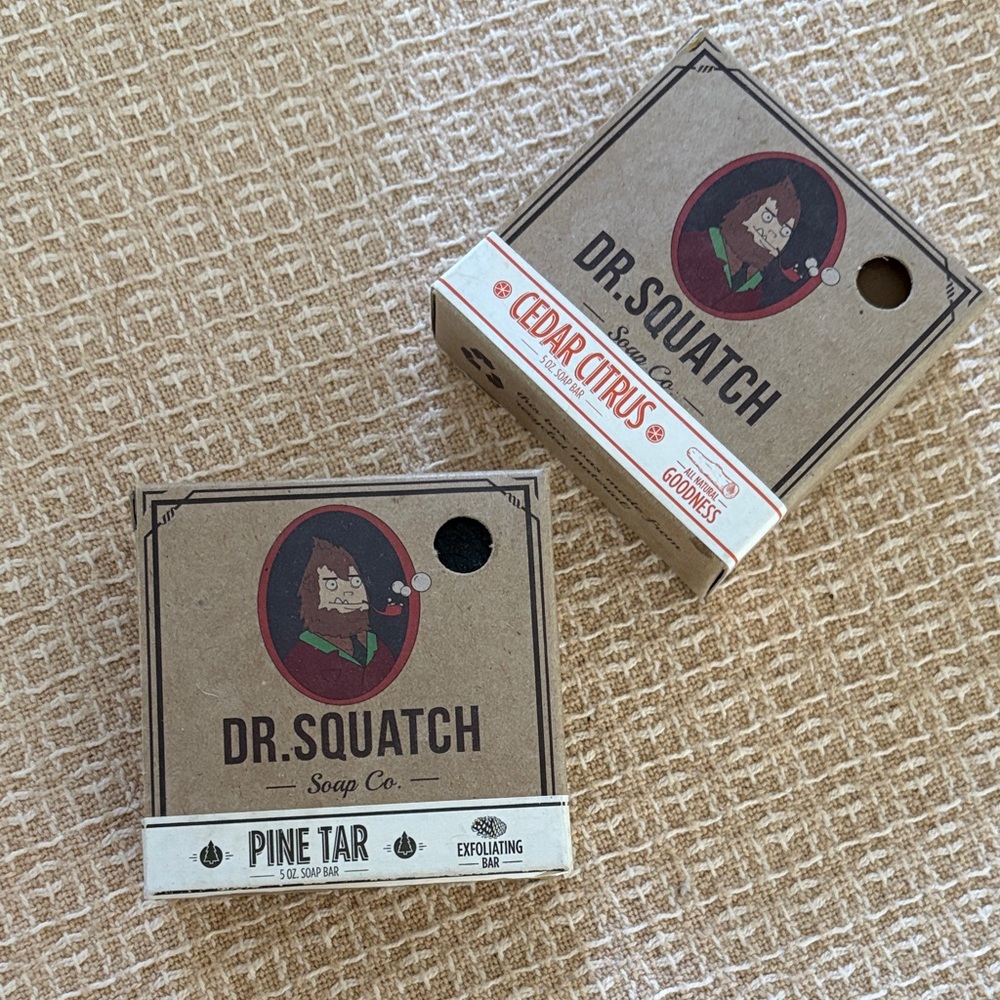 DR. SQUATCH
Soap Co.
CEDAR CITRUS
5 OZ. SOAP BAR
ALL NATURAL
GOODNESS
DR. SQUATCH
Soap Co.
PINE TAR
5 OZ. SOAP BAR
EXFOLIATING
BAR